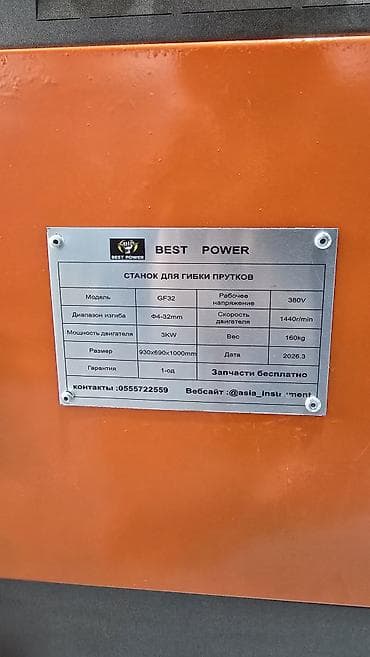 BEST POWER
BEST POWER
СТАНОК ДЛЯ ГИБКИ ПРУТКОВ
Модель GF32 Рабочее напряжение 380V
Диапазон изгиба Ф4-32mm Скорость двигателя 1440r/min
Мощность двигателя 3KW Вес 160kg
Размер 930x690x1000mm Дата 2026.3
Гарантия 1-од Запчасти бесплатно
контакты :0555722559 Вебсайт :